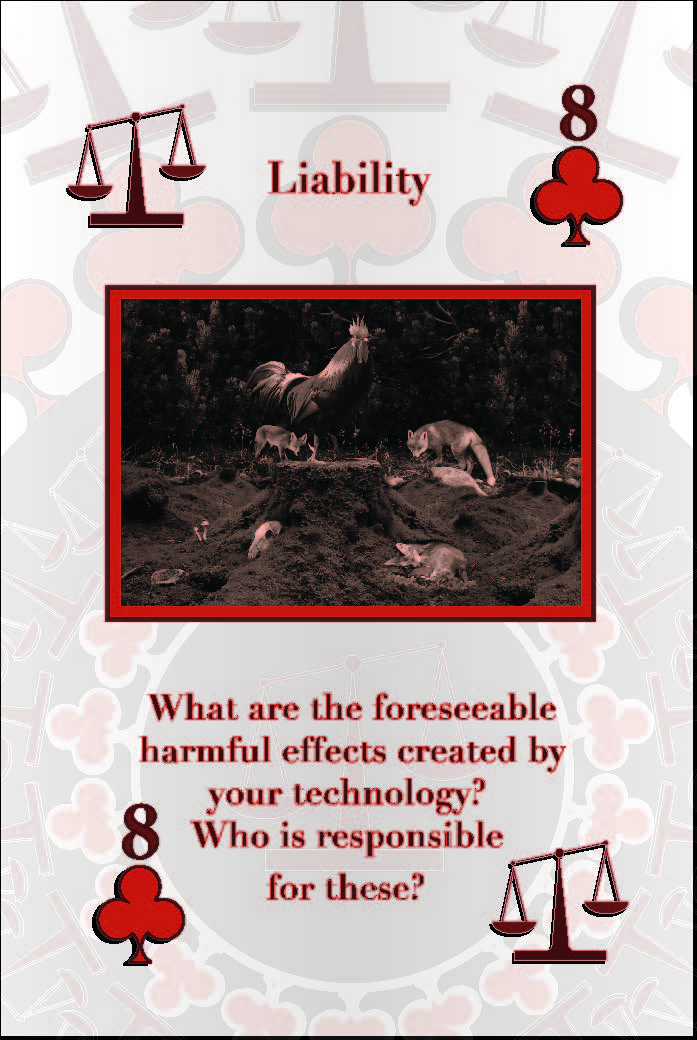 8
Liability
What are the foreseeable
harmful effects created by
your technology?
Who is responsible
for these?
8